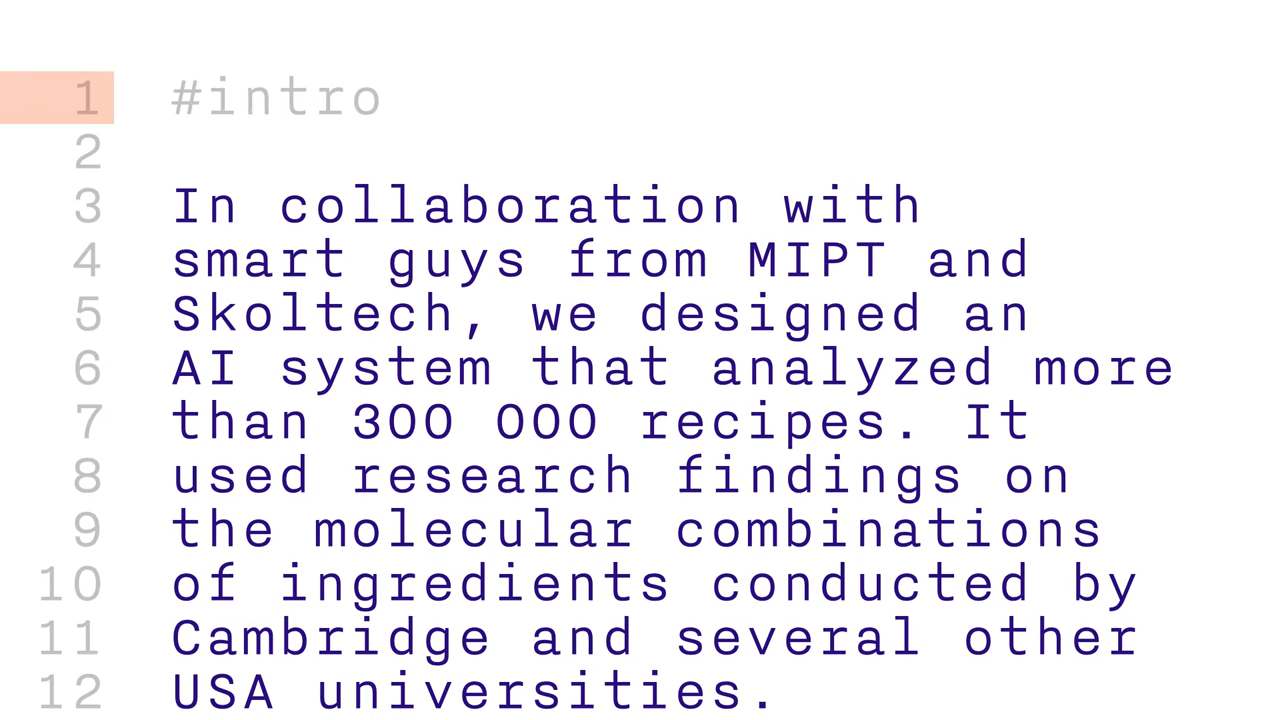 1 #intro
2
3 In collaboration with
4 smart guys from MIPT and
5 Skoltech, we designed an
6 AI system that analyzed more
7 than 300 000 recipes. It
8 used research findings on
9 the molecular combinations
10 of ingredients conducted by
11 Cambridge and several other
12 USA universities.